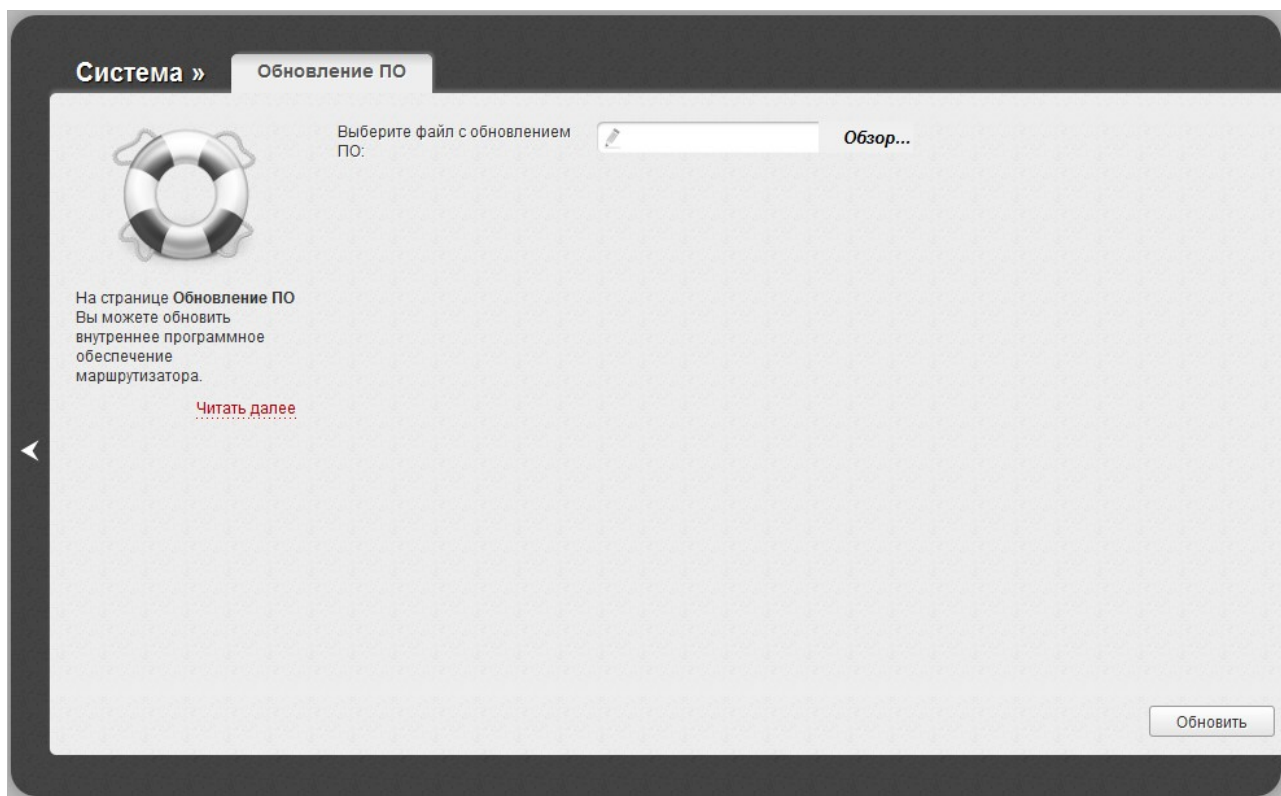 Система »
Обновление ПО
Выберите файл с обновлением
ПО:
Обзор...
На странице Обновление ПО
Вы можете обновить
внутреннее программное
обеспечение
маршрутизатора.
Читать далее
Обновить